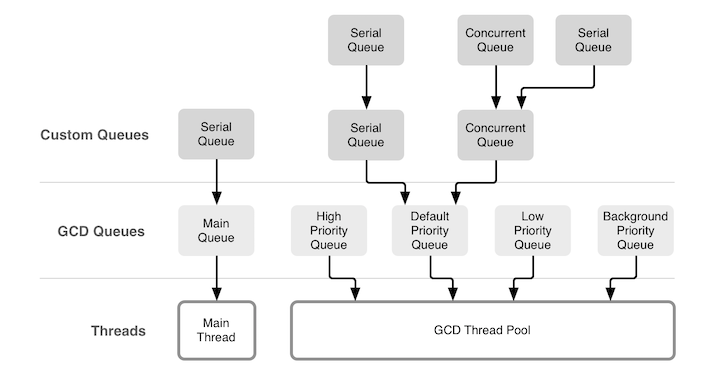 Serial
Queue
Concurrent
Queue
Serial
Queue
Custom Queues
Serial
Queue
Serial
Queue
Concurrent
Queue
GCD Queues
Main
Queue
High
Priority
Queue
Default
Priority
Queue
Low
Priority
Queue
Background
Priority
Queue
Threads
Main
Thread
GCD Thread Pool